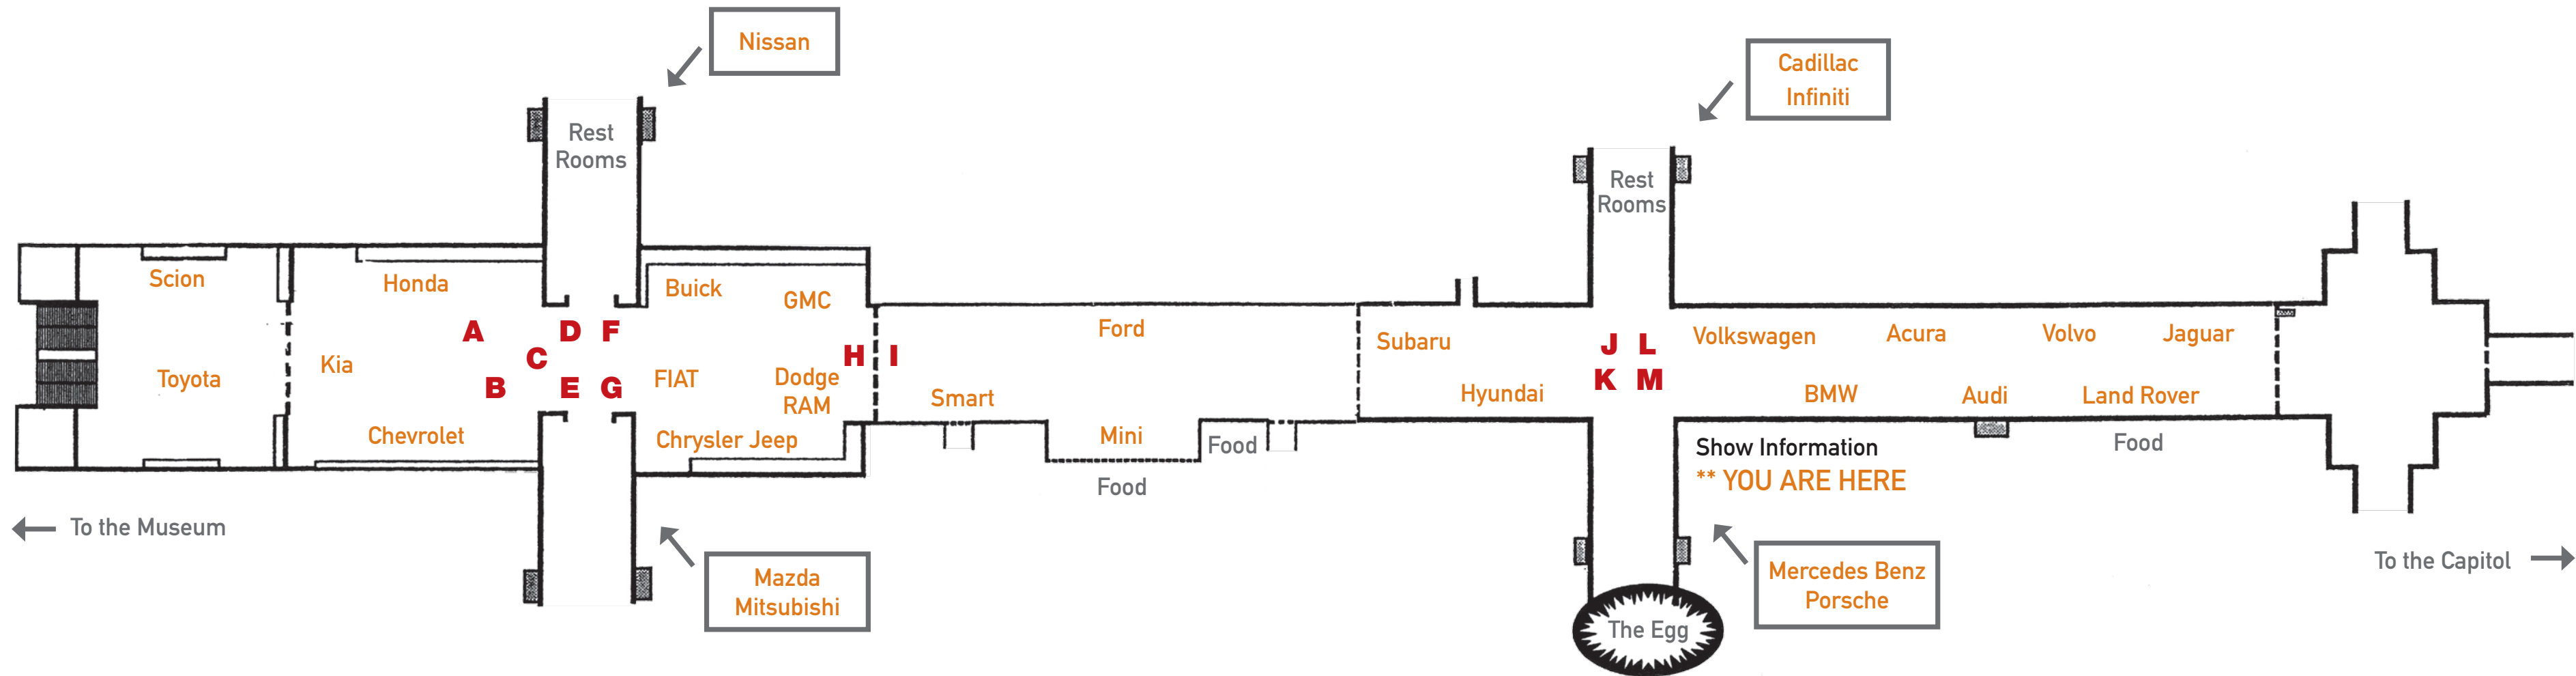 Nissan
Cadillac
Infiniti
Rest
Rooms
Rest
Rooms
Scion
Honda
Buick
GMC
A
D
F
Ford
Subaru
J
L
Volkswagen
Acura
Volvo
Jaguar
Kia
C
H
I
Toyota
B
E
G
FIAT
Dodge
RAM
Smart
Hyundai
K
M
BMW
Audi
Land Rover
Chevrolet
Chrysler Jeep
Mini
Food
Food
Show Information
** YOU ARE HERE
Food
To the Museum
To the Capitol
Mazda
Mitsubishi
Mercedes Benz
Porsche
The Egg